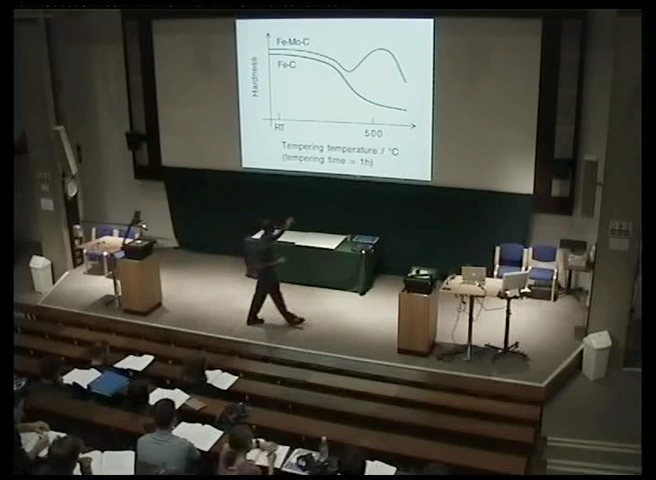 Fe-Mo-C
Fe-C
Hardness
RT
500
Tempering temperature / °C
(tempering time = 1h)